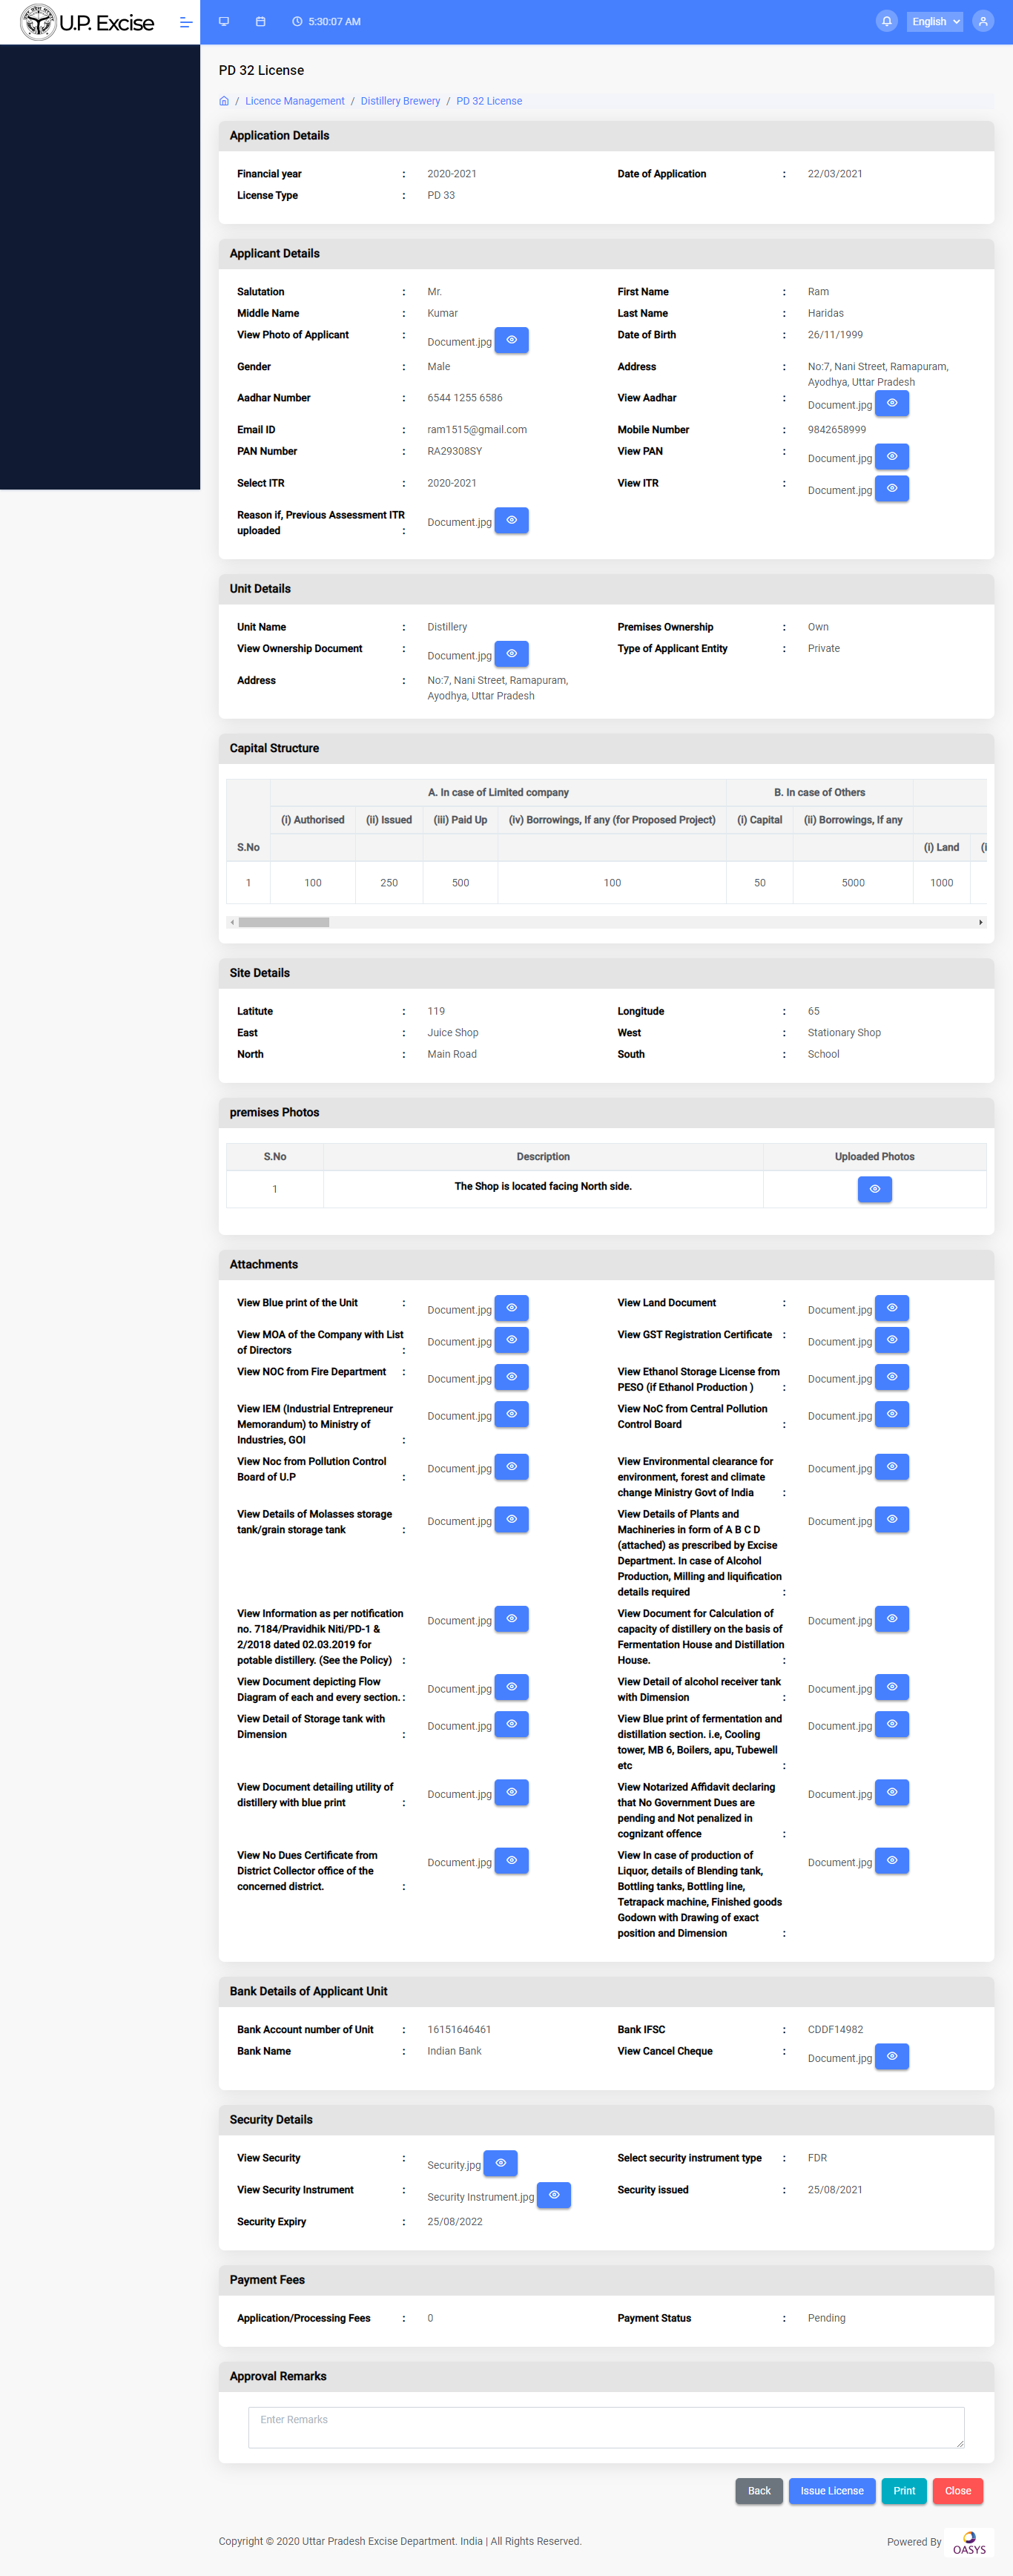 U.P. Excise
5:30:07 AM
English
PD 32 License
/ Licence Management / Distillery Brewery / PD 32 License
Application Details
Financial year : 2020-2021 Date of Application : 22/03/2021
License Type : PD 33
Applicant Details
Salutation : Mr. First Name : Ram
Middle Name : Kumar Last Name : Haridas
View Photo of Applicant : Document.jpg Date of Birth : 26/11/1999
Gender : Male Address : No:7, Nani Street, Ramapuram,
Ayodhya, Uttar Pradesh
Aadhar Number : 6544 1255 6586 View Aadhar : Document.jpg
Email ID : ram1515@gmail.com Mobile Number : 9842658999
PAN Number : RA29308SY View PAN : Document.jpg
Select ITR : 2020-2021 View ITR : Document.jpg
Reason if, Previous Assessment ITR
uploaded : Document.jpg
Unit Details
Unit Name : Distillery Premises Ownership : Own
View Ownership Document : Document.jpg Type of Applicant Entity : Private
Address : No:7, Nani Street, Ramapuram,
Ayodhya, Uttar Pradesh
Capital Structure
A. In case of Limited company B. In case of Others
(i) Authorised (ii) Issued (iii) Paid Up (iv) Borrowings, If any (for Proposed Project) (i) Capital (ii) Borrowings, If any
S.No (i) Land (i
1 100 250 500 100 50 5000 1000
Site Details
Latitute : 119 Longitude : 65
East : Juice Shop West : Stationary Shop
North : Main Road South : School
premises Photos
S.No Description Uploaded Photos
1 The Shop is located facing North side.
Attachments
View Blue print of the Unit : Document.jpg View Land Document : Document.jpg
View MOA of the Company with List
of Directors : Document.jpg View GST Registration Certificate : Document.jpg
View NOC from Fire Department : Document.jpg View Ethanol Storage License from
PESO (if Ethanol Production ) : Document.jpg
View IEM (Industrial Entrepreneur
Memorandum) to Ministry of
Industries, GOI : Document.jpg View NoC from Central Pollution
Control Board : Document.jpg
View Noc from Pollution Control
Board of U.P : Document.jpg View Environmental clearance for
environment, forest and climate
change Ministry Govt of India : Document.jpg
View Details of Molasses storage
tank/grain storage tank : Document.jpg View Details of Plants and
Machineries in form of A B C D
(attached) as prescribed by Excise
Department. In case of Alcohol
Production, Milling and liquification
details required : Document.jpg
View Information as per notification
no. 7184/Pravidhik Niti/PD-1 &
2/2018 dated 02.03.2019 for
potable distillery. (See the Policy) : Document.jpg View Document for Calculation of
capacity of distillery on the basis of
Fermentation House and Distillation
House. : Document.jpg
View Document depicting Flow
Diagram of each and every section. : Document.jpg View Detail of alcohol receiver tank
with Dimension : Document.jpg
View Detail of Storage tank with
Dimension : Document.jpg View Blue print of fermentation and
distillation section. i.e, Cooling
tower, MB 6, Boilers, apu, Tubewell
etc : Document.jpg
View Document detailing utility of
distillery with blue print : Document.jpg View Notarized Affidavit declaring
that No Government Dues are
pending and Not penalized in
cognizant offence : Document.jpg
View No Dues Certificate from
District Collector office of the
concerned district. : Document.jpg View In case of production of
Liquor, details of Blending tank,
Bottling tanks, Bottling line,
Tetrapack machine, Finished goods
Godown with Drawing of exact
position and Dimension : Document.jpg
Bank Details of Applicant Unit
Bank Account number of Unit : 16151646461 Bank IFSC : CDDF14982
Bank Name : Indian Bank View Cancel Cheque : Document.jpg
Security Details
View Security : Security.jpg Select security instrument type : FDR
View Security Instrument : Security Instrument.jpg Security issued : 25/08/2021
Security Expiry : 25/08/2022
Payment Fees
Application/Processing Fees : 0 Payment Status : Pending
Approval Remarks
Enter Remarks
Back Issue License Print Close
Copyright © 2020 Uttar Pradesh Excise Department. India | All Rights Reserved. Powered By OASYS